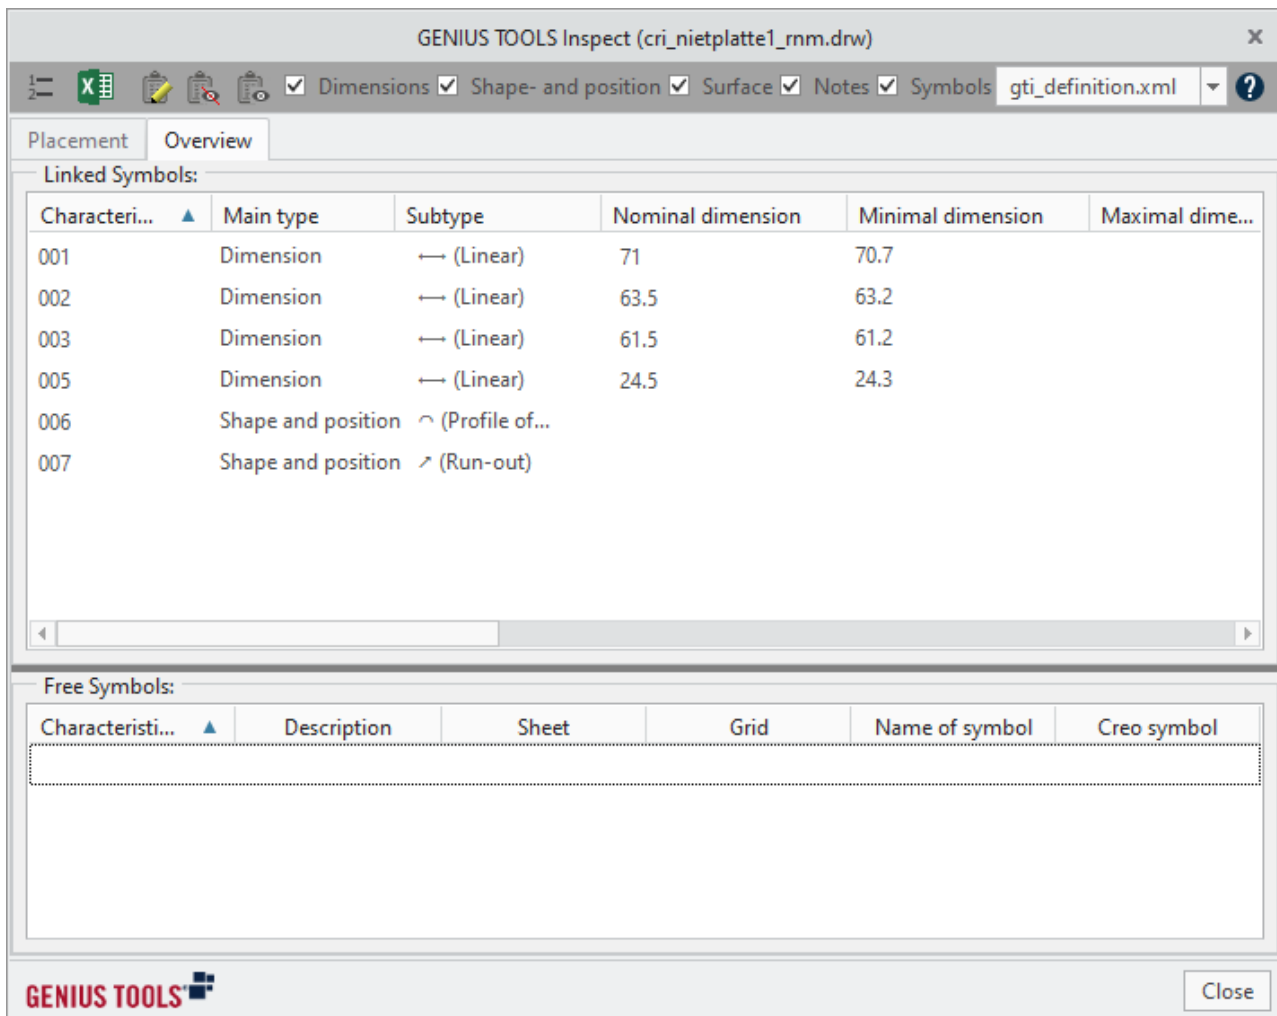 GENIUS TOOLS Inspect (cri_nietplatte1_rnm.drw)
Dimensions Shape- and position Surface Notes Symbols gti_definition.xml
Placement Overview
Linked Symbols:
Characteri... Main type Subtype Nominal dimension Minimal dimension Maximal dime...
001 Dimension (Linear) 71 70.7
002 Dimension (Linear) 63.5 63.2
003 Dimension (Linear) 61.5 61.2
005 Dimension (Linear) 24.5 24.3
006 Shape and position (Profile of...
007 Shape and position (Run-out)
Free Symbols:
Characteristi... Description Sheet Grid Name of symbol Creo symbol
GENIUS TOOLS
Close